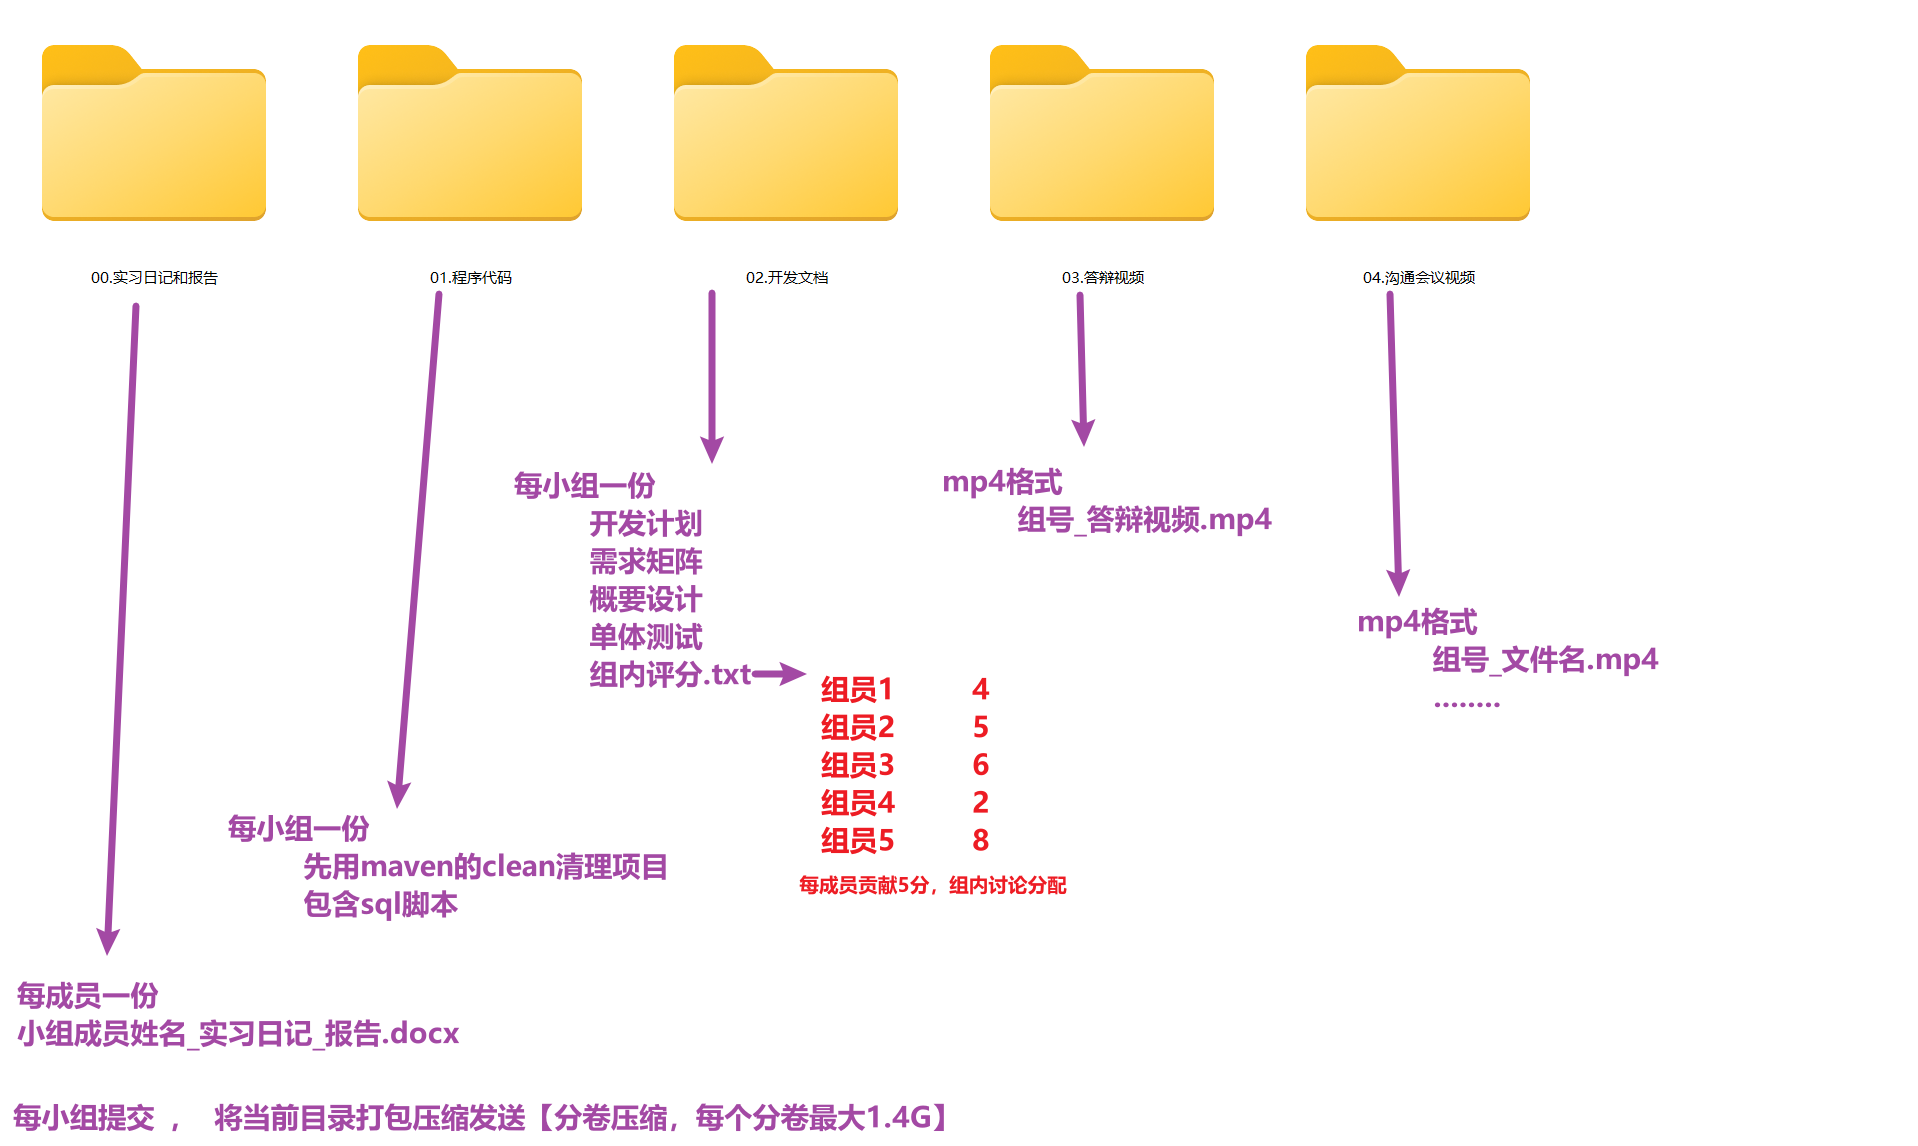 00.实习日记和报告
01.程序代码
02.开发文档
03.答辩视频
04.沟通会议视频
每小组一份
开发计划
需求矩阵
概要设计
单体测试
组内评分.txt
组员1 4
组员2 5
组员3 6
组员4 2
组员5 8
每成员贡献5分，组内讨论分配
mp4格式
组号_答辩视频.mp4
mp4格式
组号_文件名.mp4
........
每小组一份
先用maven的clean清理项目
包含sql脚本
每成员一份
小组成员姓名_实习日记_报告.docx
每小组提交 ， 将当前目录打包压缩发送【分卷压缩，每个分卷最大1.4G】